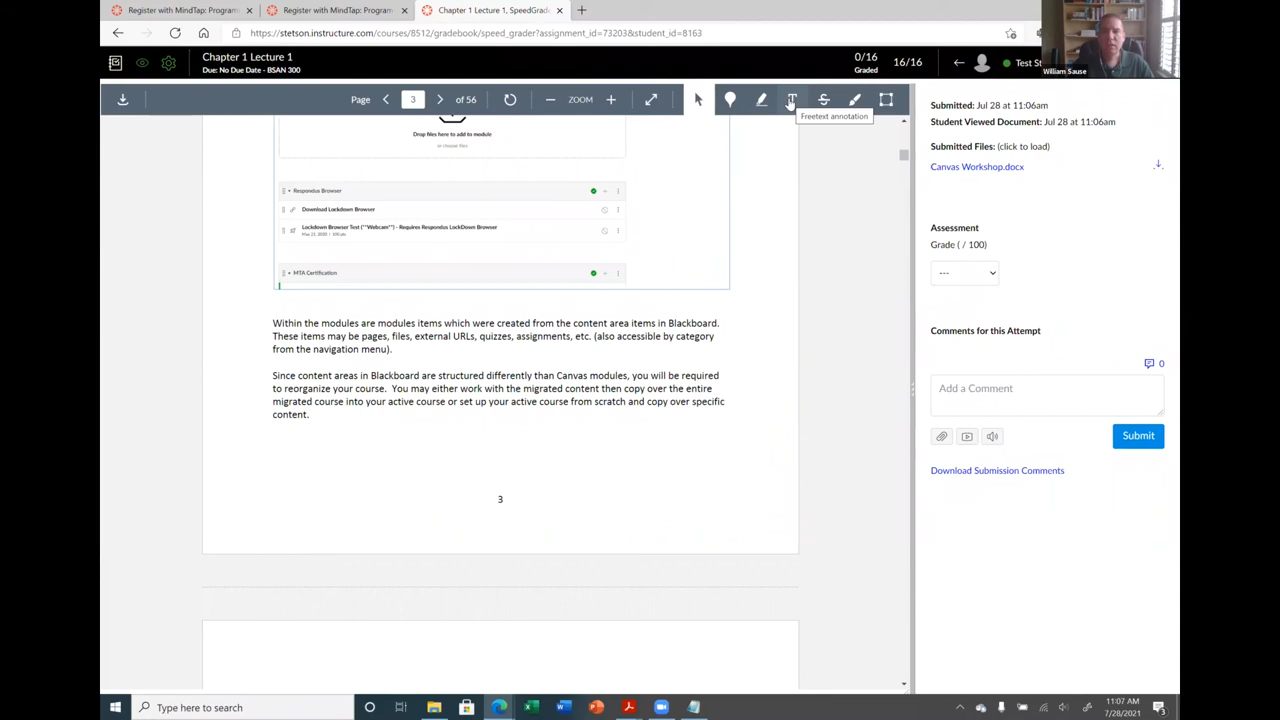 Register with MindTap: Program
Register with MindTap: Program
Chapter 1 Lecture 1, SpeedGrade
https://stetson.instructure.com/courses/8512/gradebook/speed_grader?assignment_id=73203&student_id=8163
William Sause
Chapter 1 Lecture 1
Due: No Due Date - BSAN 300
0/16
Graded
16/16
Test St
Page
3
of 56
ZOOM
Freetext annotation
Drop files here to add to module
or choose files
Respondus Browser
Download Lockdown Browser
Lockdown Browser Test (**Webcam**) - Requires Respondus LockDown Browser
MTA Certification
Within the modules are modules items which were created from the content area items in Blackboard.
These items may be pages, files, external URLs, quizzes, assignments, etc. (also accessible by category
from the navigation menu).
Since content areas in Blackboard are structured differently than Canvas modules, you will be required
to reorganize your course.  You may either work with the migrated content then copy over the entire
migrated course into your active course or set up your active course from scratch and copy over specific
content.
3
Submitted: Jul 28 at 11:06am
Student Viewed Document: Jul 28 at 11:06am
Submitted Files: (click to load)
Canvas Workshop.docx
Assessment
Grade ( / 100)
---
Comments for this Attempt
0
Add a Comment
Submit
Download Submission Comments
Type here to search
11:07 AM
7/28/2021
3